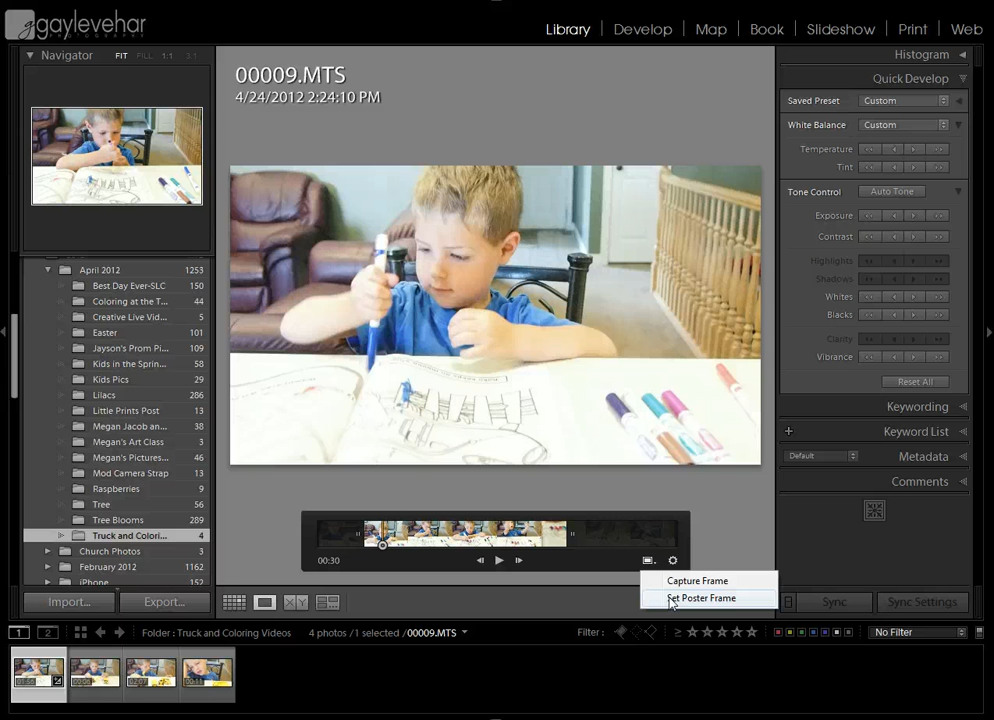 gaylevehar
Library | Develop | Map | Book | Slideshow | Print | Web
Navigator FIT FILL 1:1 3:1
00009.MTS
4/24/2012 2:24:10 PM
Histogram
Quick Develop
Saved Preset Custom
White Balance Custom
Temperature
Tint
Tone Control Auto Tone
Exposure
Contrast
Highlights
Shadows
Whites
Blacks
Clarity
Vibrance
Reset All
Keywording
Keyword List
Default Metadata
Comments
April 2012 1253
Best Day Ever-SLC 150
Coloring at the T... 44
Creative Live Vid... 5
Easter 101
Jayson's Prom Pi... 109
Kids in the Sprin... 58
Kids Pics 29
Lilacs 286
Little Prints Post 13
Megan Jacob an... 38
Megan's Art Class 3
Megan's Pictures... 46
Mod Camera Strap 13
Raspberries 9
Tree 56
Tree Blooms 289
Truck and Colori... 4
Church Photos 3
February 2012 1162
iPhone 152
00:30
Capture Frame
Set Poster Frame
Import... Export...
X Y
Sync Sync Settings
1 2 Folder : Truck and Coloring Videos 4 photos / 1 selected / 00009.MTS Filter : No Filter